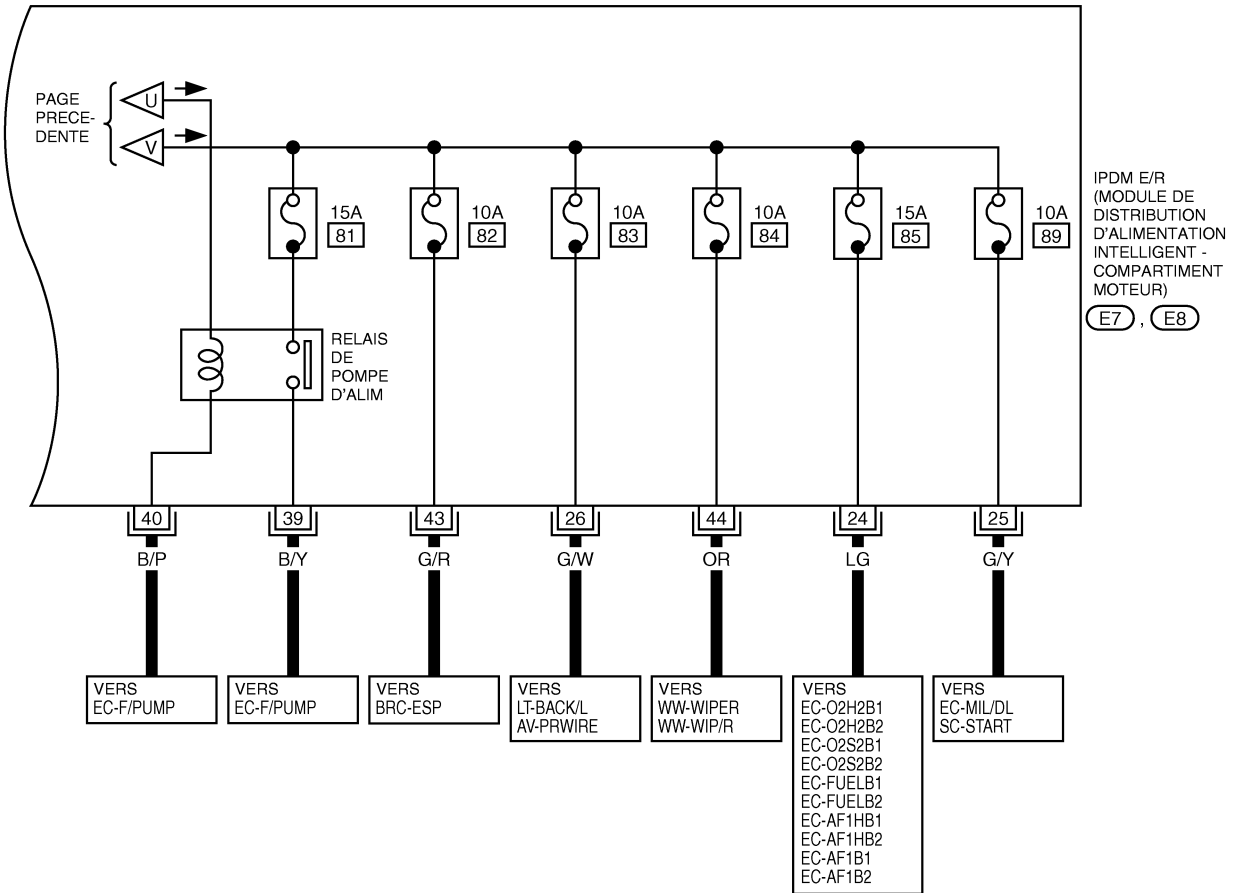 PAGE
PRECE-
DENTE
U
V
15A
81
10A
82
10A
83
10A
84
15A
85
10A
89
IPDM E/R
(MODULE DE
DISTRIBUTION
D'ALIMENTATION
INTELLIGENT -
COMPARTIMENT
MOTEUR)
E7 , E8
RELAIS
DE
POMPE
D'ALIM
40
39
43
26
44
24
25
B/P
B/Y
G/R
G/W
OR
LG
G/Y
VERS
EC-F/PUMP
VERS
EC-F/PUMP
VERS
BRC-ESP
VERS
LT-BACK/L
AV-PRWIRE
VERS
WW-WIPER
WW-WIP/R
VERS
EC-O2H2B1
EC-O2H2B2
EC-O2S2B1
EC-O2S2B2
EC-FUELB1
EC-FUELB2
EC-AF1HB1
EC-AF1HB2
EC-AF1B1
EC-AF1B2
VERS
EC-MIL/DL
SC-START